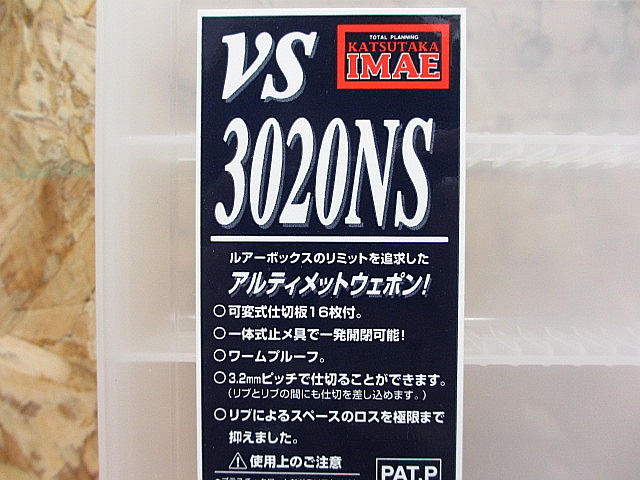 VS
TOTAL PLANNING
KATSUTAKA
IMAE
3020NS
ルアーボックスのリミットを追求した
アルティメットウェポン!
○可変式仕切板16枚付。
○一体式止メ具で一発開閉可能!
○ワームプルーフ。
○3.2mmピッチで仕切ることができます。
(リブとリブの間にも仕切を差し込めます。)
○リブによるスペースのロスを極限まで
抑えました。
⚠使用上のご注意
PAT.P